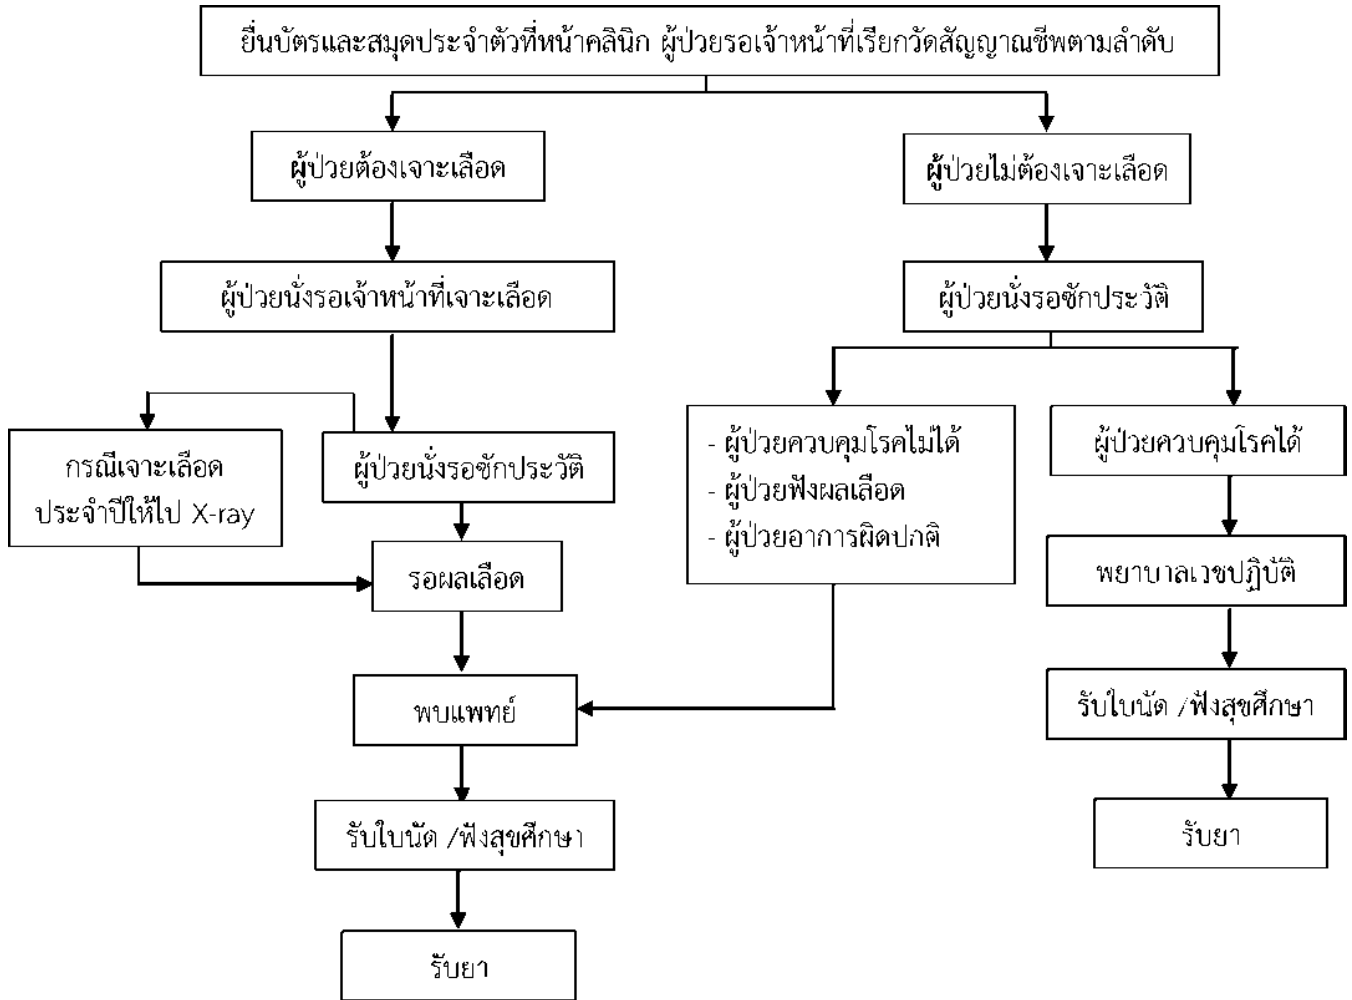 ยื่นบัตรและสมุดประจำตัวที่หน้าคลินิก ผู้ป่วยรอเจ้าหน้าที่เรียกวัดสัญญาณชีพตามลำดับ
ผู้ป่วยต้องเจาะเลือด
ผู้ป่วยไม่ต้องเจาะเลือด
ผู้ป่วยนั่งรอเจ้าหน้าที่เจาะเลือด
ผู้ป่วยนั่งรอซักประวัติ
กรณีเจาะเลือด
ประจำปีให้ไป X-ray
ผู้ป่วยนั่งรอซักประวัติ
- ผู้ป่วยควบคุมโรคไม่ได้
- ผู้ป่วยฟังผลเลือด
- ผู้ป่วยอาการผิดปกติ
ผู้ป่วยควบคุมโรคได้
รอผลเลือด
พยาบาลเวชปฏิบัติ
พบแพทย์
รับใบนัด /ฟังสุขศึกษา
รับใบนัด /ฟังสุขศึกษา
รับยา
รับยา